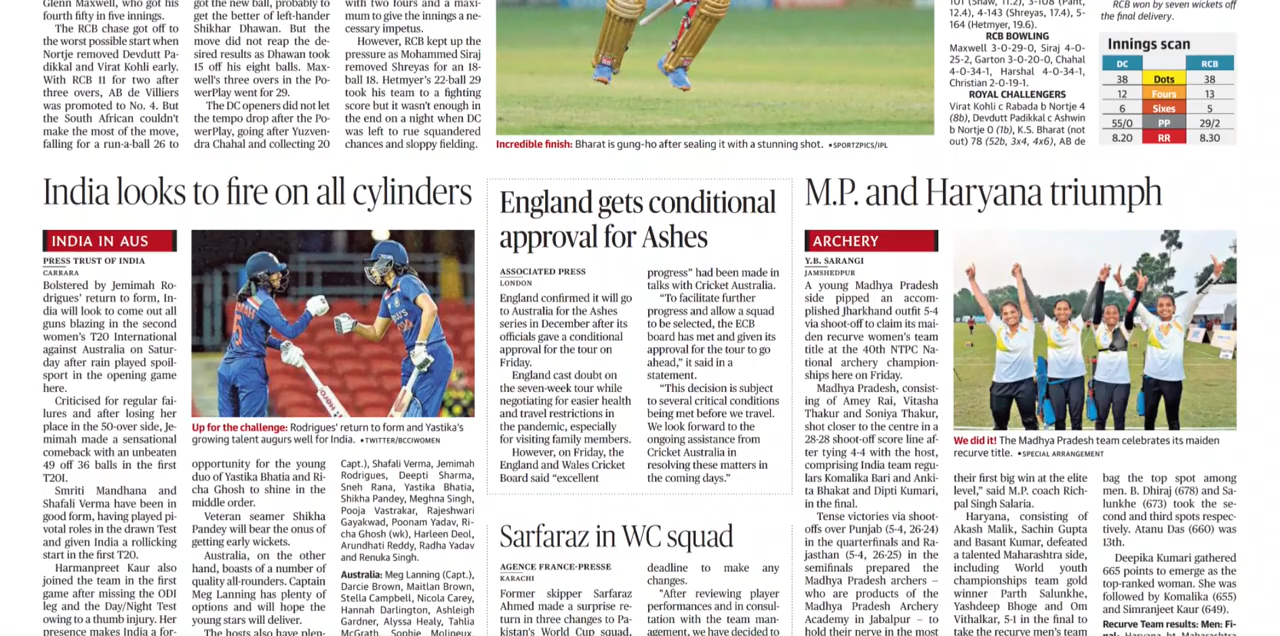 Glenn Maxwell, who got his
fourth fifty in five innings.
The RCB chase got off to
the worst possible start when
Nortje removed Devdutt Pa-
dikkal and Virat Kohli early.
With RCB 11 for two after
three overs, AB de Villiers
was promoted to No. 4. But
the South African couldn't
make the most of the move,
falling for a run-a-ball 26 to
got the new ball, probably to
get the better of left-hander
Shikhar Dhawan. But the
move did not reap the de-
sired results as Dhawan took
15 off his eight balls. Max-
well's three overs in the Po-
werPlay went for 29.
The DC openers did not let
the tempo drop after the Po-
werPlay, going after Yuzven-
dra Chahal and collecting 20
with two fours and a maxi-
mum to give the innings a ne-
cessary impetus.
However, RCB kept up the
pressure as Mohammed Siraj
removed Shreyas for an 18-
ball 18. Hetmyer's 22-ball 29
took his team to a fighting
score but it wasn't enough in
the end on a night when DC
was left to rue squandered
chances and sloppy fielding.
Incredible finish: Bharat is gung-ho after sealing it with a stunning shot. •SPORTZPICS/IPL
101 (Shaw, 11.2), 3-108 (Pant,
12.4), 4-143 (Shreyas, 17.4), 5-
164 (Hetmyer, 19.6).
RCB BOWLING
Maxwell 3-0-29-0, Siraj 4-0-
25-2, Garton 3-0-20-0, Chahal
4-0-34-1, Harshal 4-0-34-1,
Christian 2-0-19-1.
ROYAL CHALLENGERS
Virat Kohli c Rabada b Nortje 4
(8b), Devdutt Padikkal c Ashwin
b Nortje 0 (1b), K.S. Bharat (not
out) 78 (52b, 3x4, 4x6), AB de
RCB won by seven wickets off
the final delivery.
Innings scan
DC RCB
38 Dots 38
12 Fours 13
6 Sixes 5
55/0 PP 29/2
8.20 RR 8.30
India looks to fire on all cylinders
INDIA IN AUS
PRESS TRUST OF INDIA
CARRARA
Bolstered by Jemimah Ro-
drigues' return to form, In-
dia will look to come out all
guns blazing in the second
women's T20 International
against Australia on Satur-
day after rain played spoil-
sport in the opening game
here.
Criticised for regular fai-
lures and after losing her
place in the 50-over side, Je-
mimah made a sensational
comeback with an unbeaten
49 off 36 balls in the first
T20I.
Smriti Mandhana and
Shafali Verma have been in
good form, having played pi-
votal roles in the drawn Test
and given India a rollicking
start in the first T20.
Harmanpreet Kaur also
joined the team in the first
game after missing the ODI
leg and the Day/Night Test
owing to a thumb injury. Her
presence makes India a for-
Up for the challenge: Rodrigues' return to form and Yastika's
growing talent augurs well for India. •TWITTER/BCCIWOMEN
opportunity for the young
duo of Yastika Bhatia and Ri-
cha Ghosh to shine in the
middle order.
Veteran seamer Shikha
Pandey will bear the onus of
getting early wickets.
Australia, on the other
hand, boasts of a number of
quality all-rounders. Captain
Meg Lanning has plenty of
options and will hope the
young stars will deliver.
The hosts also have plen-
Capt.), Shafali Verma, Jemimah
Rodrigues, Deepti Sharma,
Sneh Rana, Yastika Bhatia,
Shikha Pandey, Meghna Singh,
Pooja Vastrakar, Rajeshwari
Gayakwad, Poonam Yadav, Ri-
cha Ghosh (wk), Harleen Deol,
Arundhati Reddy, Radha Yadav
and Renuka Singh.
Australia: Meg Lanning (Capt.),
Darcie Brown, Maitlan Brown,
Stella Campbell, Nicola Carey,
Hannah Darlington, Ashleigh
Gardner, Alyssa Healy, Tahlia
McGrath, Sophie Molineux,
England gets conditional
approval for Ashes
ASSOCIATED PRESS
LONDON
England confirmed it will go
to Australia for the Ashes
series in December after its
officials gave a conditional
approval for the tour on
Friday.
England cast doubt on
the seven-week tour while
negotiating for easier health
and travel restrictions in
the pandemic, especially
for visiting family members.
However, on Friday, the
England and Wales Cricket
Board said "excellent
progress" had been made in
talks with Cricket Australia.
"To facilitate further
progress and allow a squad
to be selected, the ECB
board has met and given its
approval for the tour to go
ahead," it said in a
statement.
"This decision is subject
to several critical conditions
being met before we travel.
We look forward to the
ongoing assistance from
Cricket Australia in
resolving these matters in
the coming days."
Sarfaraz in WC squad
AGENCE FRANCE-PRESSE
KARACHI
Former skipper Sarfaraz
Ahmed made a surprise re-
turn in three changes to Pa-
kistan's World Cup squad,
deadline to make any
changes.
"After reviewing player
performances and in consul-
tation with the team man-
agement, we have decided to
M.P. and Haryana triumph
ARCHERY
Y.B. SARANGI
JAMSHEDPUR
A young Madhya Pradesh
side pipped an accom-
plished Jharkhand outfit 5-4
via shoot-off to claim its mai-
den recurve women's team
title at the 40th NTPC Na-
tional archery champion-
ships here on Friday.
Madhya Pradesh, consist-
ing of Amey Rai, Vitasha
Thakur and Soniya Thakur,
shot closer to the centre in a
28-28 shoot-off score line af-
ter tying 4-4 with the host,
comprising India team regu-
lars Komalika Bari and Anki-
ta Bhakat and Dipti Kumari,
in the final.
Tense victories via shoot-
offs over Punjab (5-4, 26-24)
in the quarterfinals and Ra-
jasthan (5-4, 26-25) in the
semifinals prepared the
Madhya Pradesh archers –
who are products of the
Madhya Pradesh Archery
Academy in Jabalpur – to
hold their nerve in the most
We did it! The Madhya Pradesh team celebrates its maiden
recurve title. •SPECIAL ARRANGEMENT
their first big win at the elite
level," said M.P. coach Rich-
pal Singh Salaria.
Haryana, consisting of
Akash Malik, Sachin Gupta
and Basant Kumar, defeated
a talented Maharashtra side,
including World youth
championships team gold
winner Parth Salunkhe,
Yashdeep Bhoge and Om
Vithalkar, 5-1 in the final to
take the recurve men's team
bag the top spot among
men. B. Dhiraj (678) and Sa-
lunkhe (673) took the se-
cond and third spots respec-
tively. Atanu Das (660) was
13th.
Deepika Kumari gathered
665 points to emerge as the
top-ranked woman. She was
followed by Komalika (655)
and Simranjeet Kaur (649).
Recurve Team results: Men: Fi-